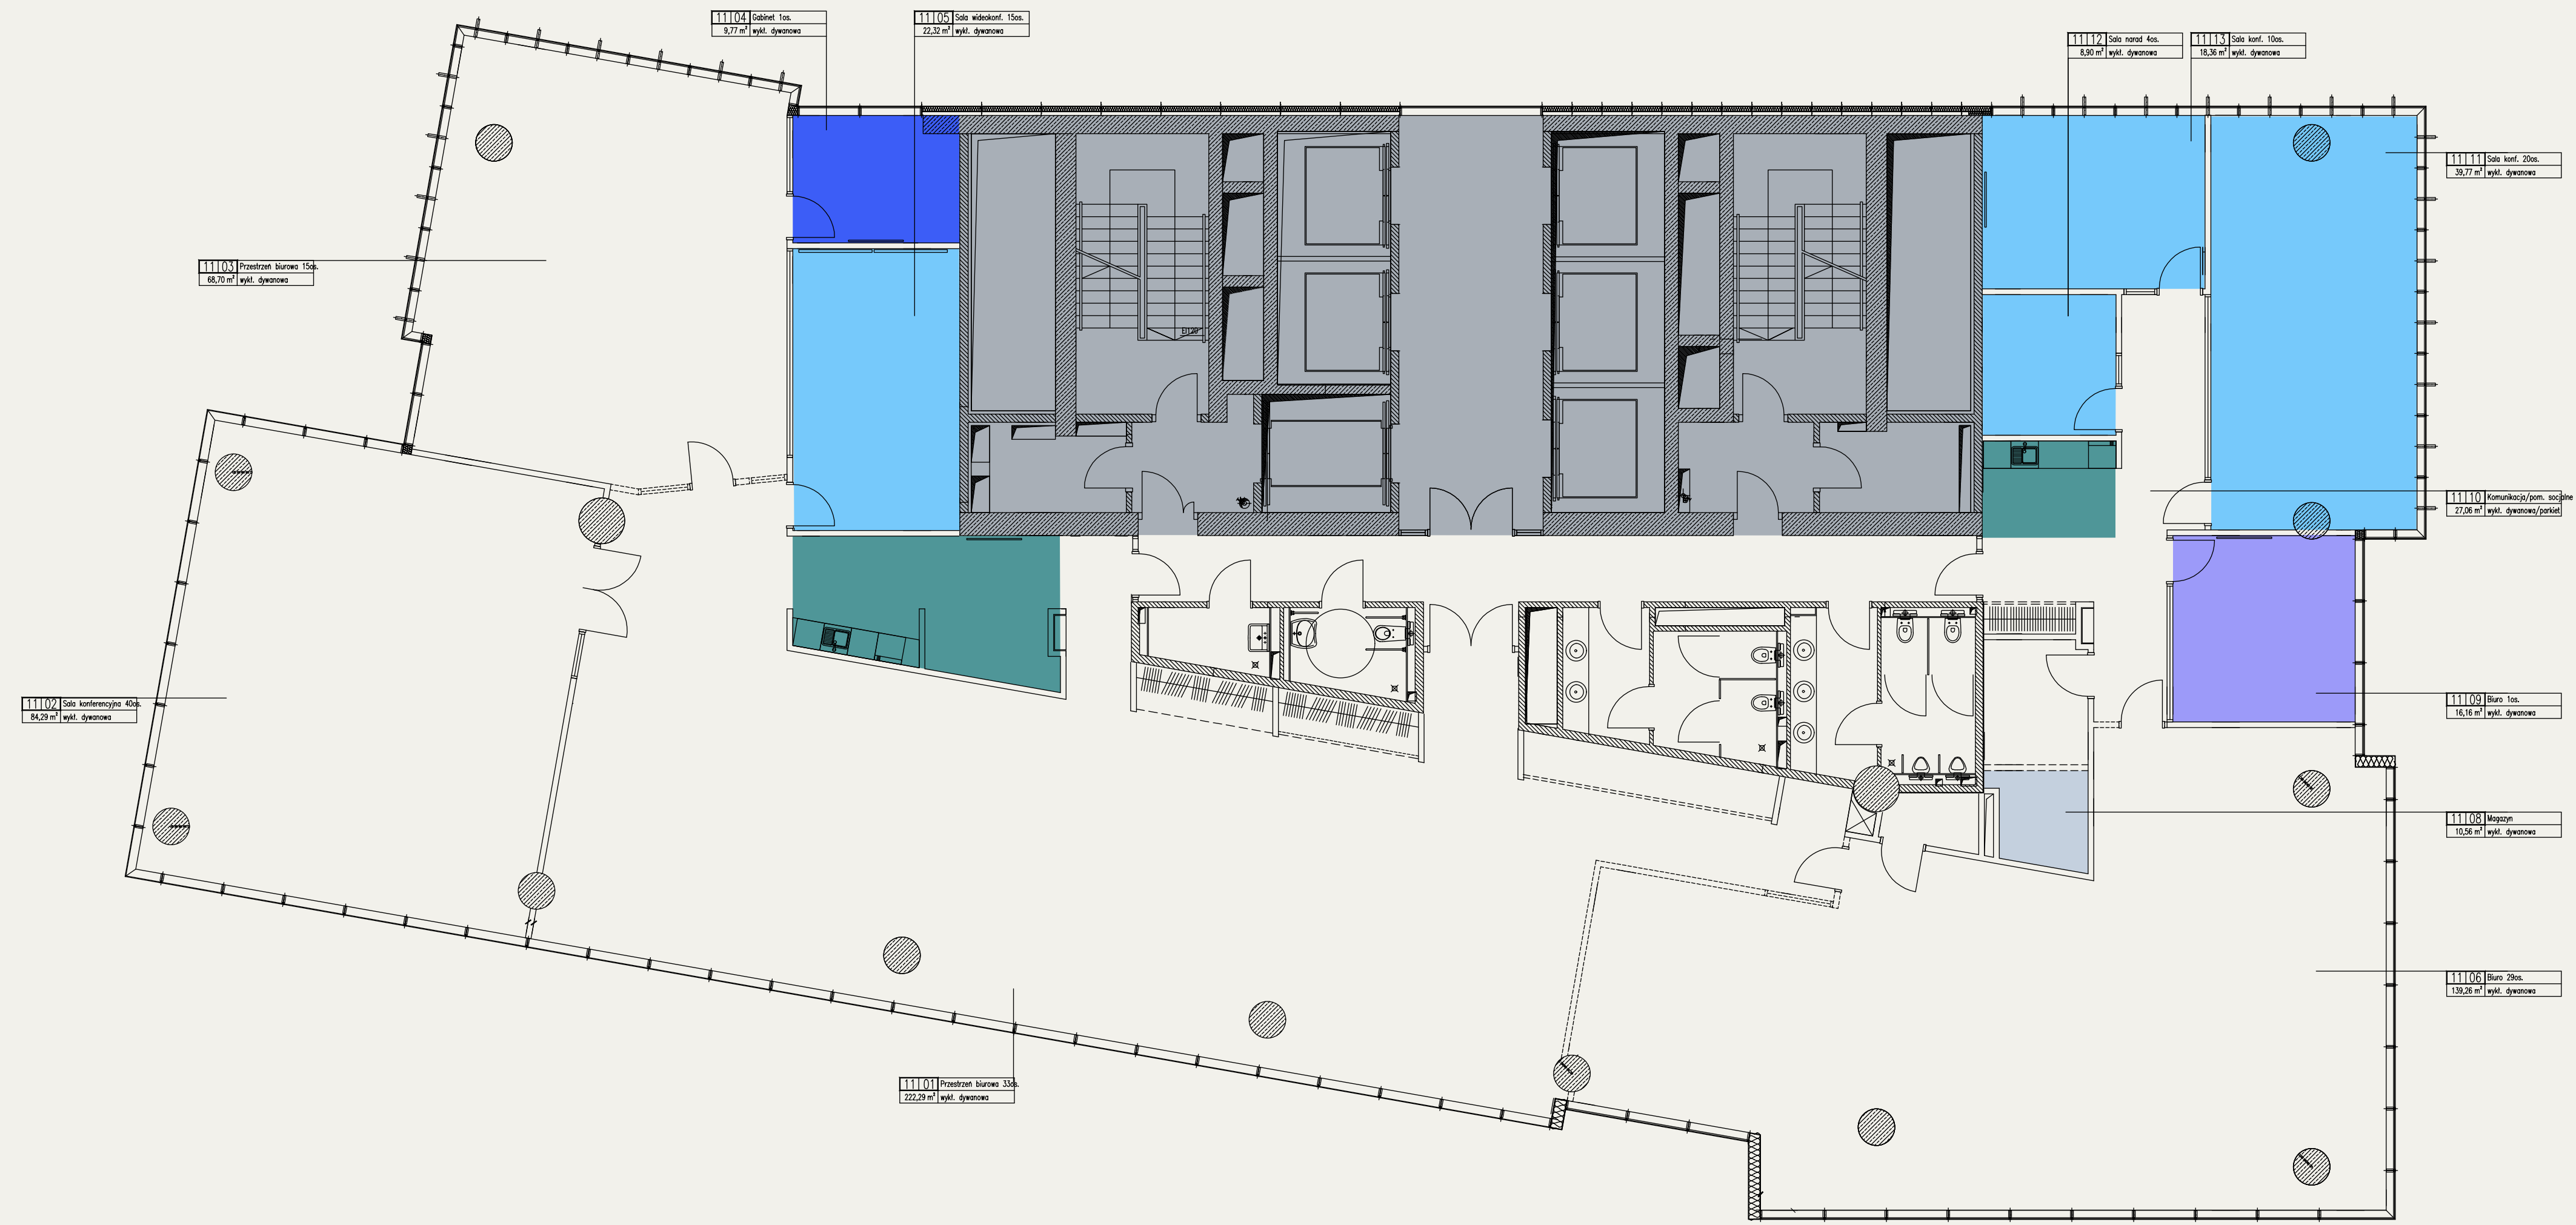 11|04 Gabinet 1os.
9,77 m² wykł. dywanowa
11|05 Sala wideokonf. 15os.
22,32 m² wykł. dywanowa
11|12 Sala narad 4os.
8,90 m² wykł. dywanowa
11|13 Sala konf. 10os.
18,36 m² wykł. dywanowa
11|11 Sala konf. 20os.
39,77 m² wykł. dywanowa
11|03 Przestrzeń biurowa 15os.
68,70 m² wykł. dywanowa
EI120
11|10 Komunikacja/pom. socjalne
27,06 m² wykł. dywanowa/parkiet
11|02 Sala konferencyjna 40os.
84,29 m² wykł. dywanowa
11|09 Biuro 1os.
16,16 m² wykł. dywanowa
11|08 Magazyn
10,56 m² wykł. dywanowa
11|06 Biuro 29os.
139,26 m² wykł. dywanowa
11|01 Przestrzeń biurowa 33os.
222,29 m² wykł. dywanowa